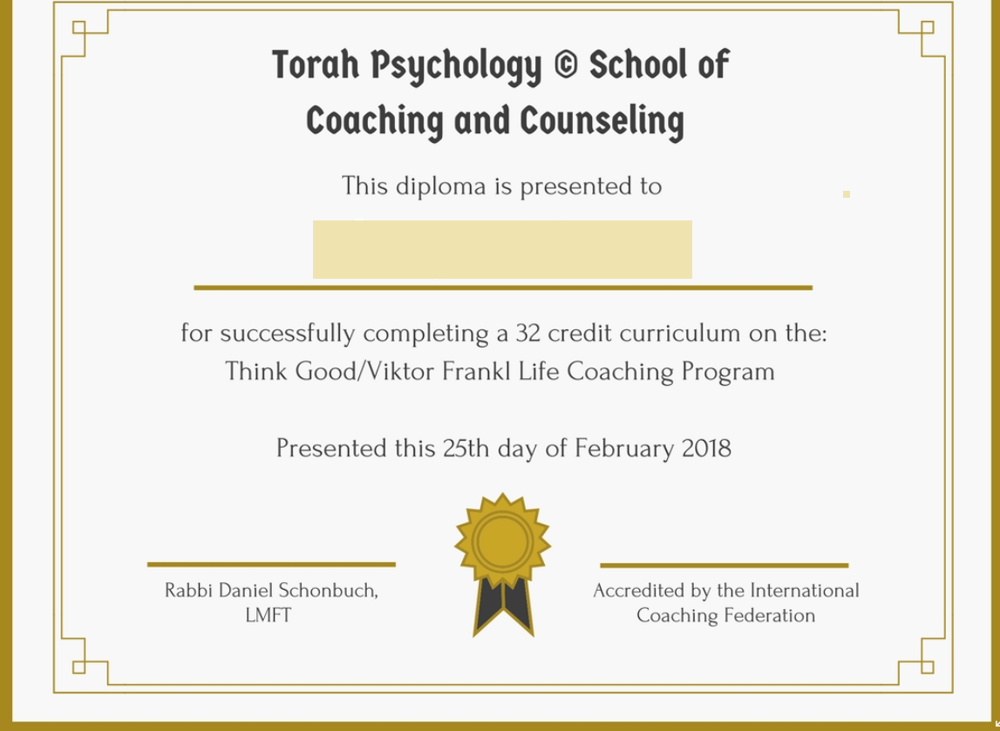 Torah Psychology © School of
Coaching and Counseling
This diploma is presented to
for successfully completing a 32 credit curriculum on the:
Think Good/Viktor Frankl Life Coaching Program
Presented this 25th day of February 2018
Rabbi Daniel Schonbuch,
LMFT
Accredited by the International
Coaching Federation